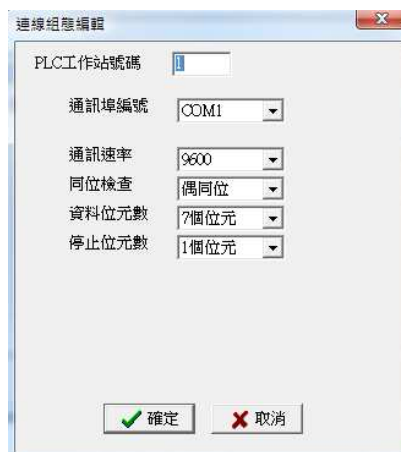 連線組態編輯
PLC工作站號碼 1
通訊埠編號 COM1
通訊速率 9600
同位檢查 偶同位
資料位元數 7個位元
停止位元數 1個位元
確定 取消